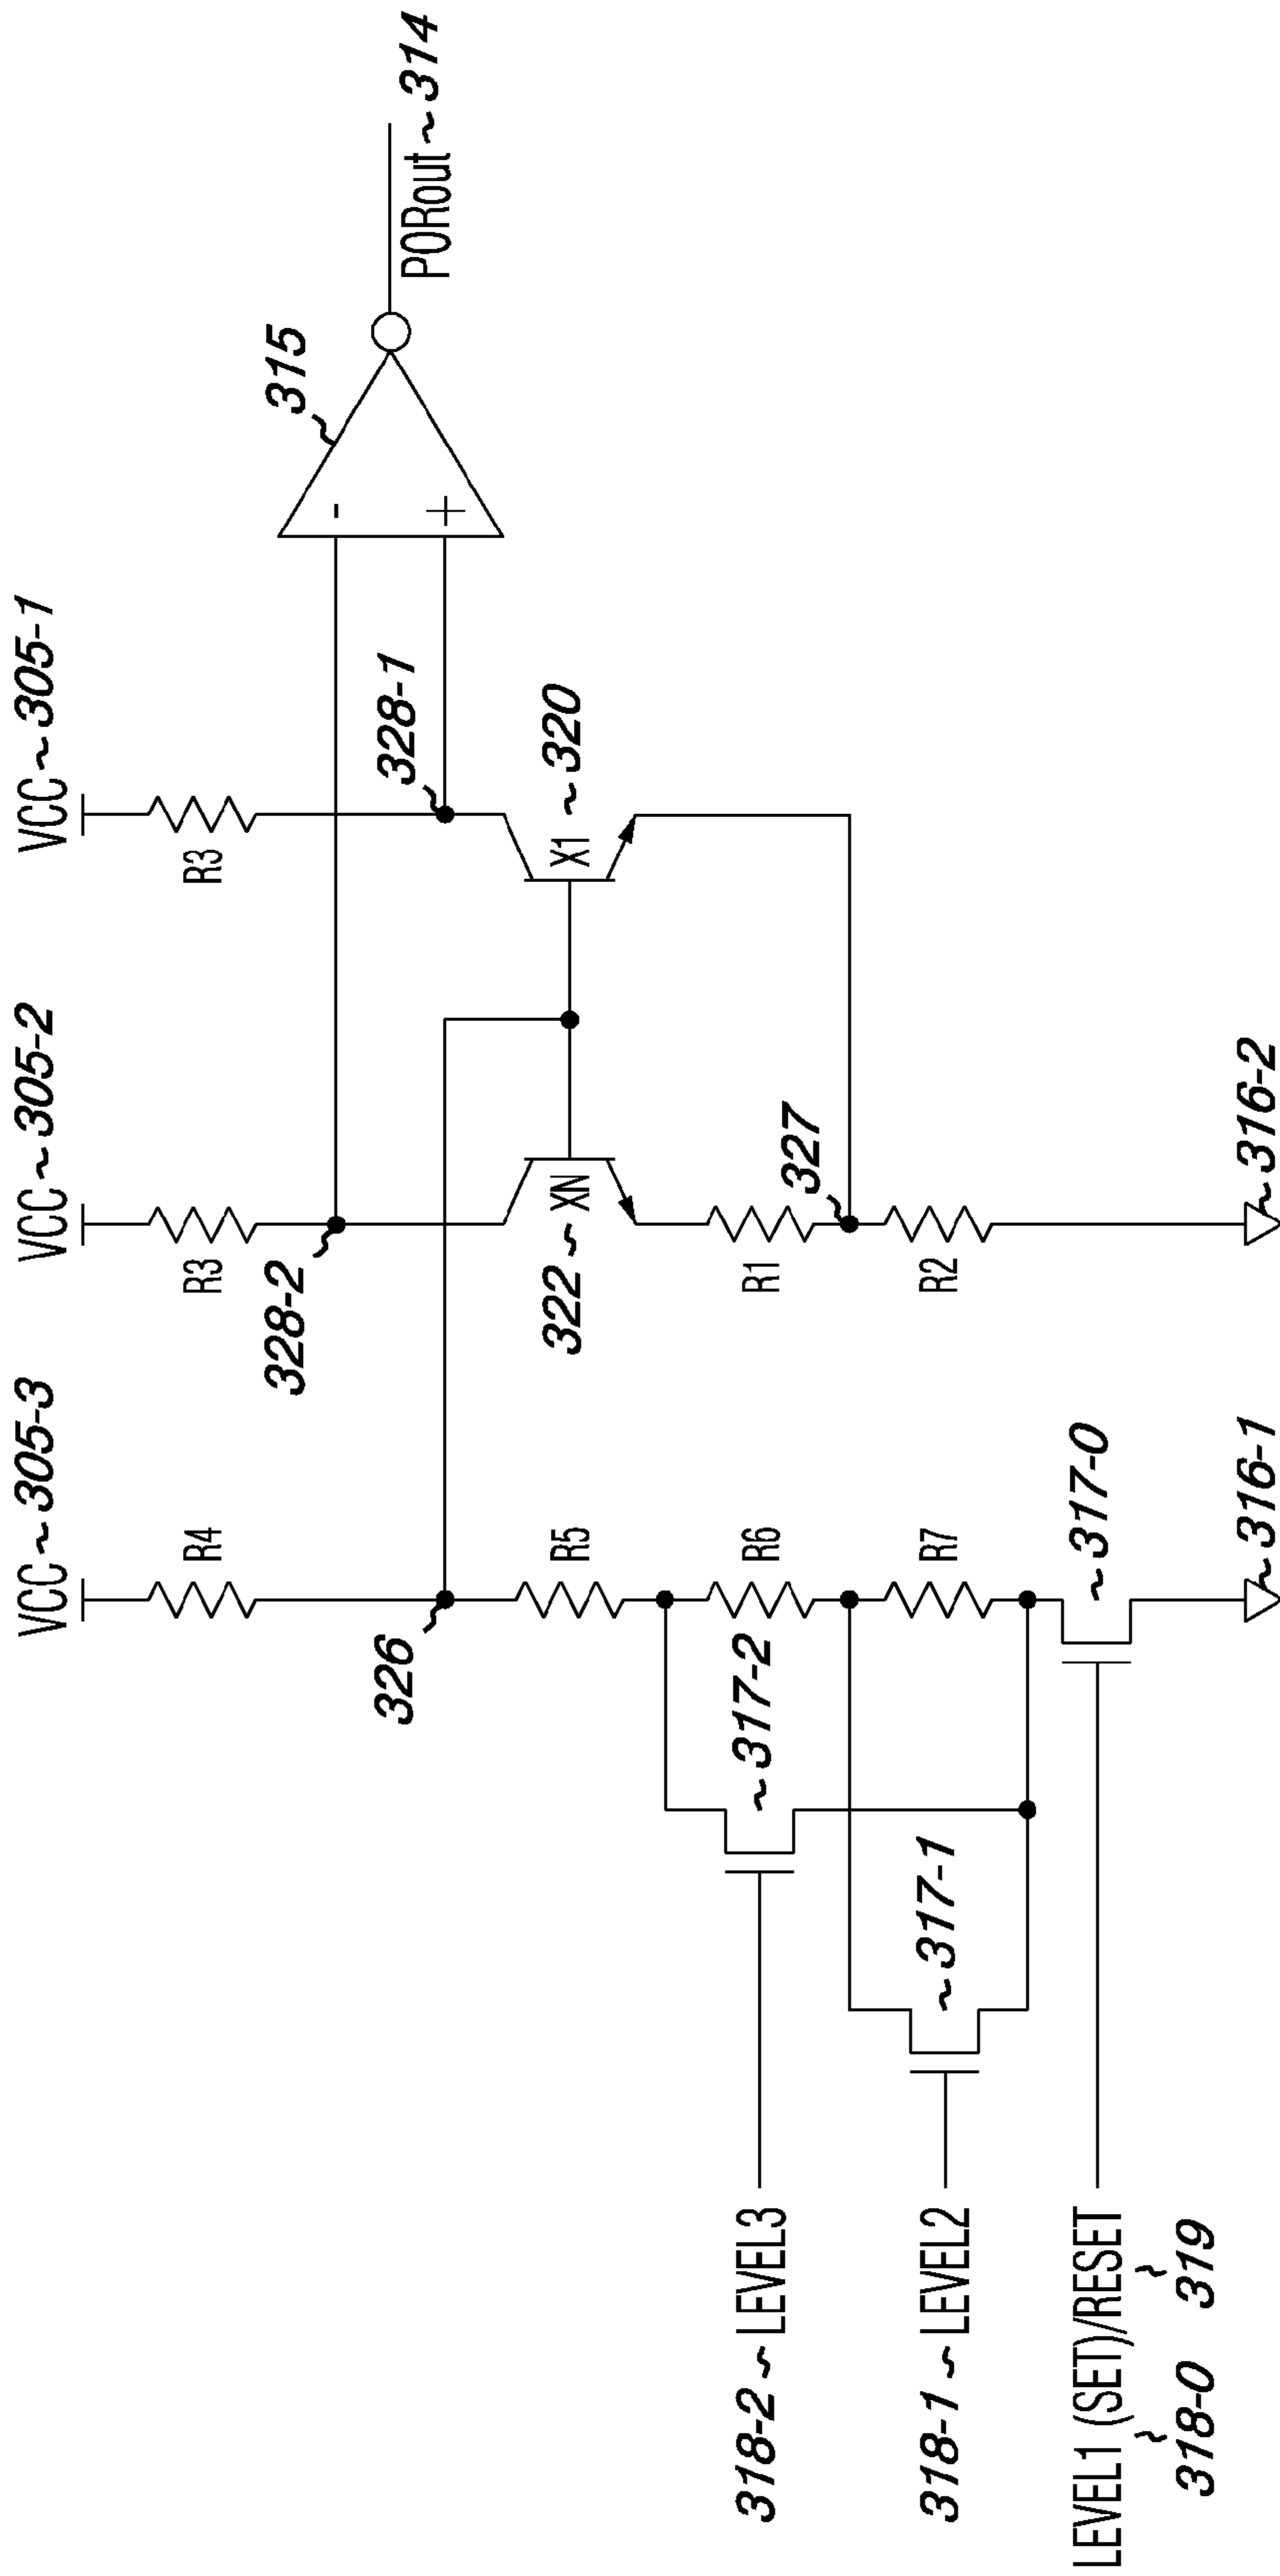 VCC ~ 305-3
VCC ~ 305-2
VCC ~ 305-1
R4
R3
R3
315
PORout ~ 314
-
+
328-2
328-1
326
R5
322 ~ XN
X1 ~ 320
318-2 ~ LEVEL3
~ 317-2
R6
R1
327
318-1 ~ LEVEL2
~ 317-1
R7
R2
LEVEL1 (SET)/RESET
318-0 319
~ 317-0
~ 316-1
~ 316-2